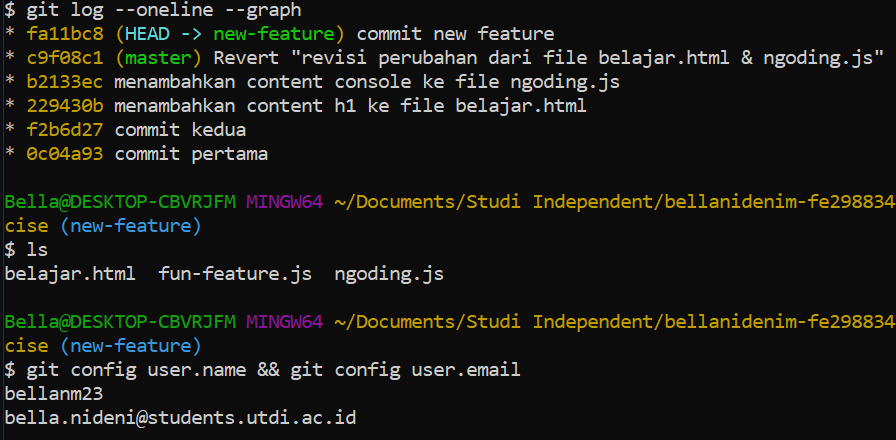 $ git log --oneline --graph
* fa11bc8 (HEAD -> new-feature) commit new feature
* c9f08c1 (master) Revert "revisi perubahan dari file belajar.html & ngoding.js"
* b2133ec menambahkan content console ke file ngoding.js
* 229430b menambahkan content h1 ke file belajar.html
* f2b6d27 commit kedua
* 0c04a93 commit pertama
Bella@DESKTOP-CBVRJFM MINGW64 ~/Documents/Studi Independent/bellanidenim-fe298834
cise (new-feature)
$ ls
belajar.html  fun-feature.js  ngoding.js
Bella@DESKTOP-CBVRJFM MINGW64 ~/Documents/Studi Independent/bellanidenim-fe298834
cise (new-feature)
$ git config user.name && git config user.email
bellanm23
bella.nideni@students.utdi.ac.id